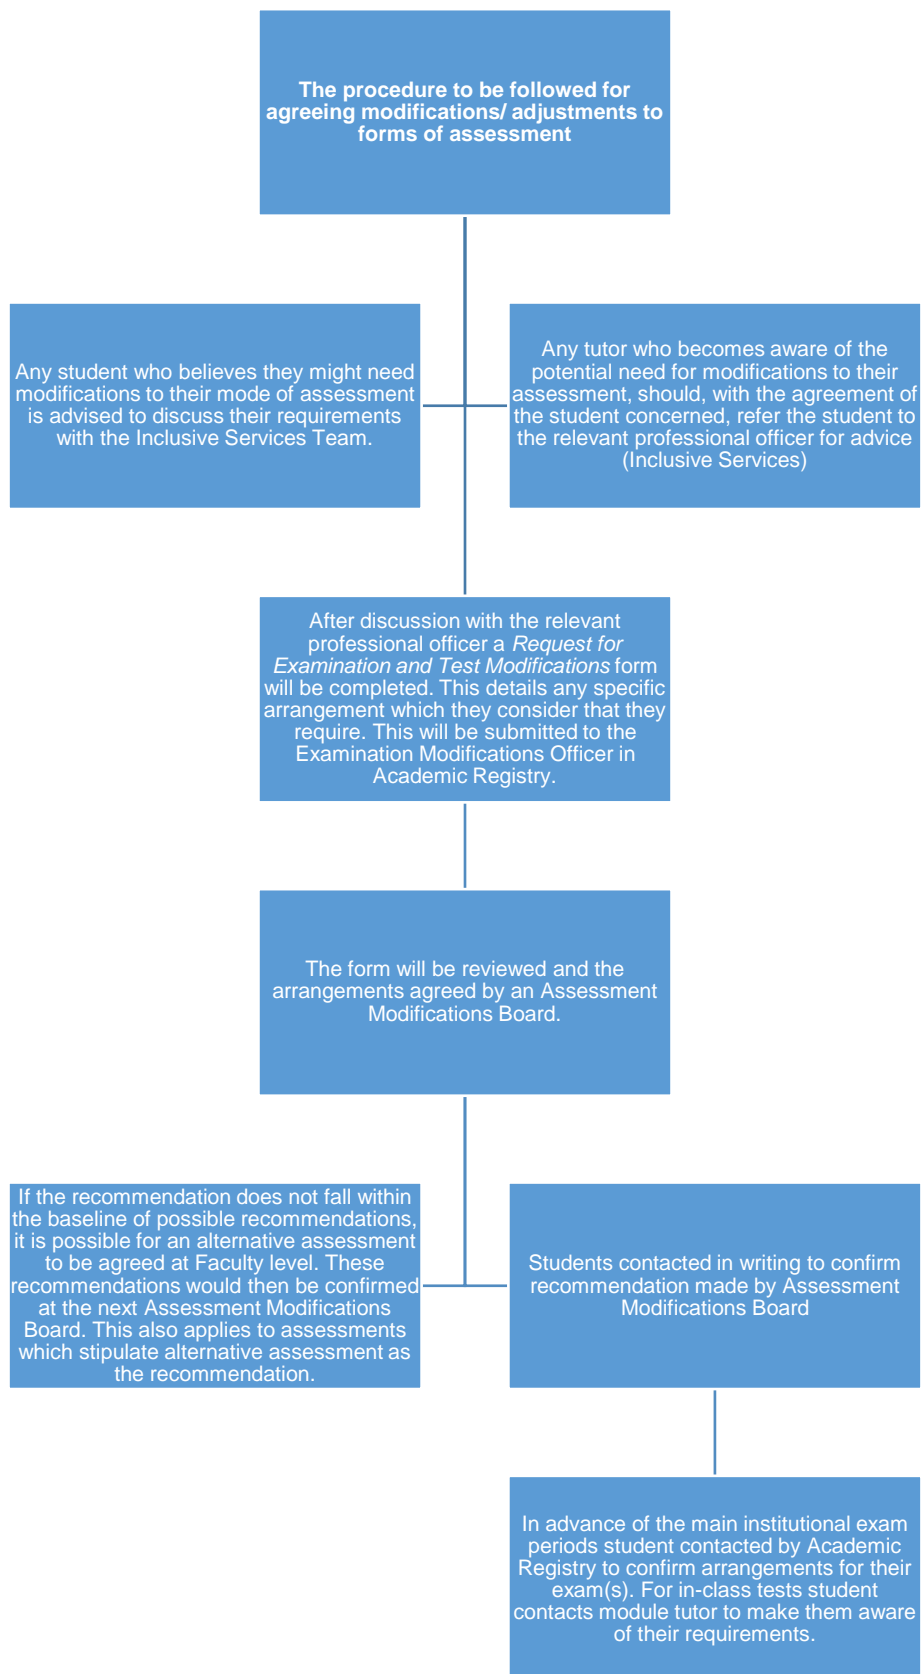 The procedure to be followed for
agreeing modifications/ adjustments to
forms of assessment
Any student who believes they might need
modifications to their mode of assessment
is advised to discuss their requirements
with the Inclusive Services Team.
Any tutor who becomes aware of the
potential need for modifications to their
assessment, should, with the agreement of
the student concerned, refer the student to
the relevant professional officer for advice
(Inclusive Services)
After discussion with the relevant
professional officer a Request for
Examination and Test Modifications form
will be completed. This details any specific
arrangement which they consider that they
require. This will be submitted to the
Examination Modifications Officer in
Academic Registry.
The form will be reviewed and the
arrangements agreed by an Assessment
Modifications Board.
If the recommendation does not fall within
the baseline of possible recommendations,
it is possible for an alternative assessment
to be agreed at Faculty level. These
recommendations would then be confirmed
at the next Assessment Modifications
Board. This also applies to assessments
which stipulate alternative assessment as
the recommendation.
Students contacted in writing to confirm
recommendation made by Assessment
Modifications Board
In advance of the main institutional exam
periods student contacted by Academic
Registry to confirm arrangements for their
exam(s). For in-class tests student
contacts module tutor to make them aware
of their requirements.